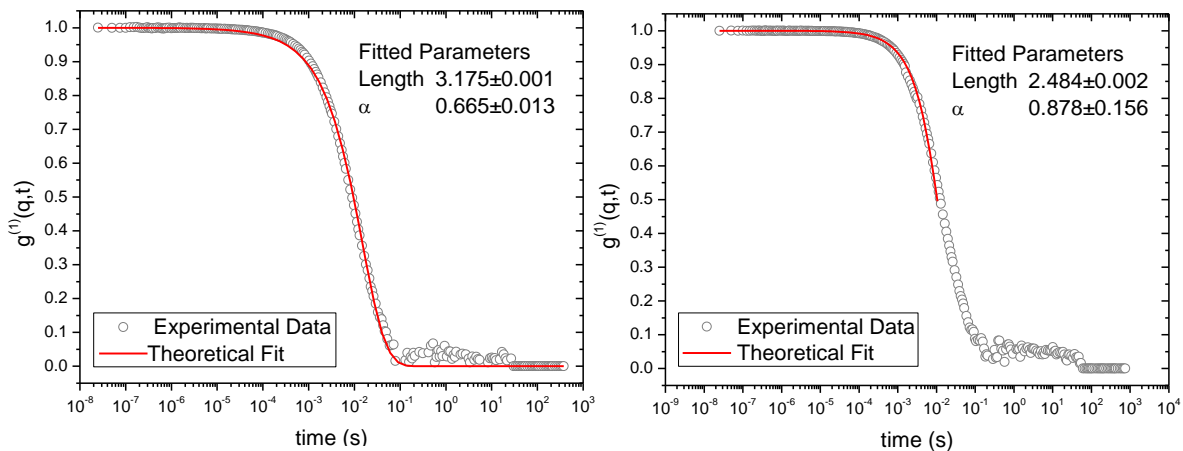 1.0
0.9
0.8
0.7
0.6
0.5
0.4
0.3
0.2
0.1
0.0
g(1)(q,t)
Fitted Parameters
Length 3.175±0.001
α 0.665±0.013
Experimental Data
Theoretical Fit
10-8 10-7 10-6 10-5 10-4 10-3 10-2 10-1 100 101 102 103
time (s)
1.0
0.9
0.8
0.7
0.6
0.5
0.4
0.3
0.2
0.1
0.0
g(1)(q,t)
Fitted Parameters
Length 2.484±0.002
α 0.878±0.156
Experimental Data
Theoretical Fit
10-9 10-8 10-7 10-6 10-5 10-4 10-3 10-2 10-1 100 101 102 103 104
time (s)